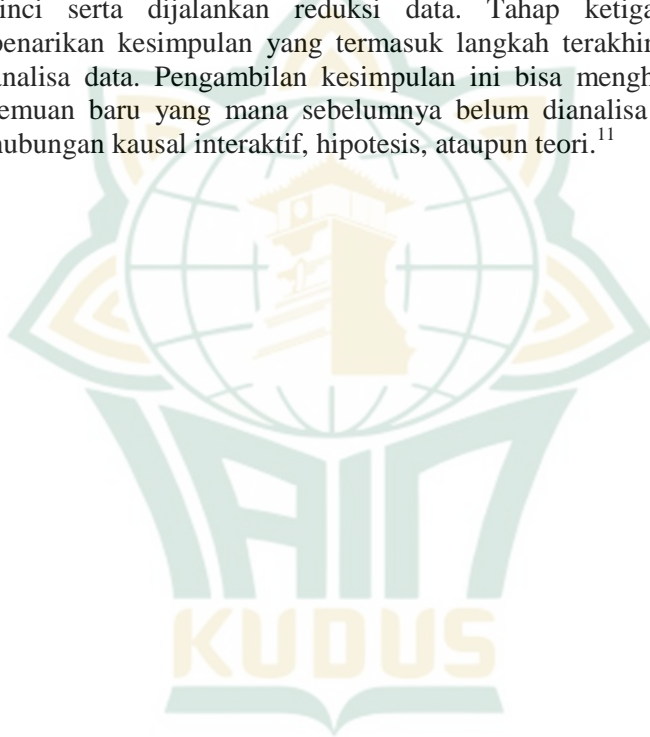 inci serta dijalankan reduksi data. Tahap ketiga
penarikan kesimpulan yang termasuk langkah terakhir
analisa data. Pengambilan kesimpulan ini bisa mengh
temuan baru yang mana sebelumnya belum dianalisa
hubungan kausal interaktif, hipotesis, ataupun teori.11
IAIN
KUDUS